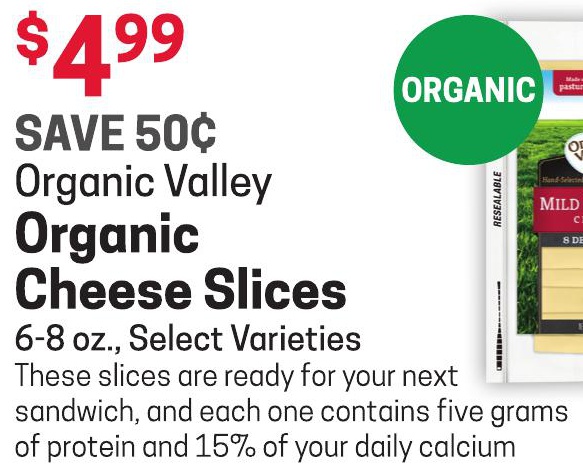 $4.99
SAVE 50¢
Organic Valley
Organic
Cheese Slices
6-8 oz., Select Varieties
These slices are ready for your next
sandwich, and each one contains five grams
of protein and 15% of your daily calcium
ORGANIC
RESEALABLE
MILD